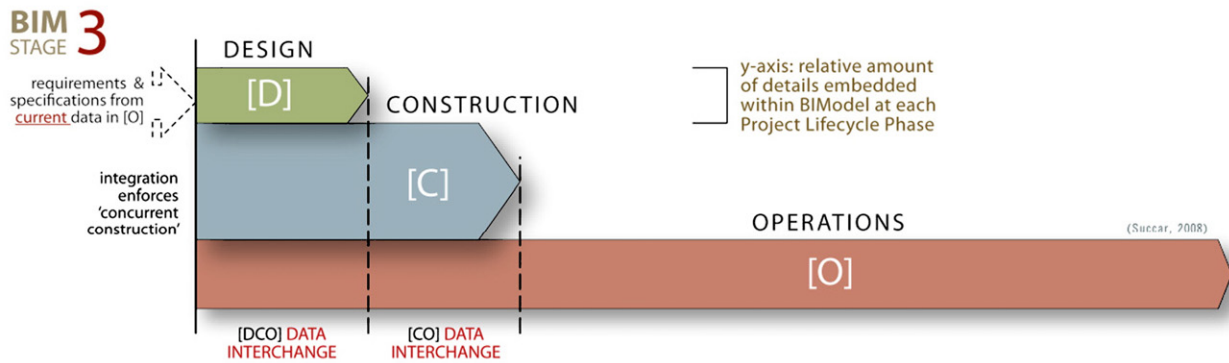 BIM
STAGE 3
DESIGN
requirements &
specifications from
current data in [O]
[D]
CONSTRUCTION
y-axis: relative amount
of details embedded
within BIModel at each
Project Lifecycle Phase
integration
enforces
'concurrent
construction'
[C]
OPERATIONS
(Succar, 2008)
[O]
[DCO] DATA
INTERCHANGE
[CO] DATA
INTERCHANGE